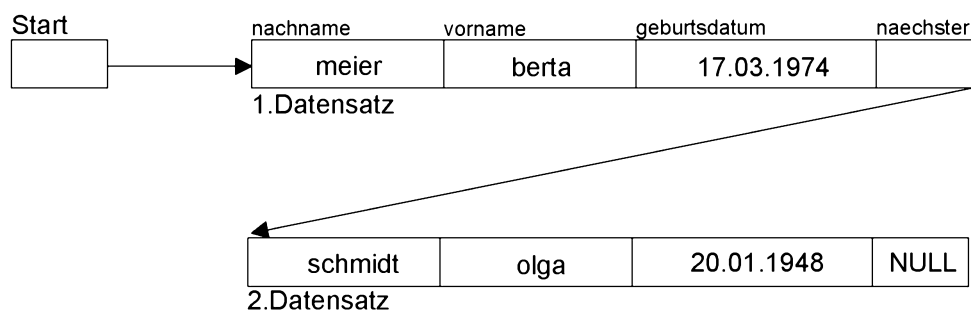 Start
nachname vorname geburtsdatum naechster
meier berta 17.03.1974
1.Datensatz
schmidt olga 20.01.1948 NULL
2.Datensatz